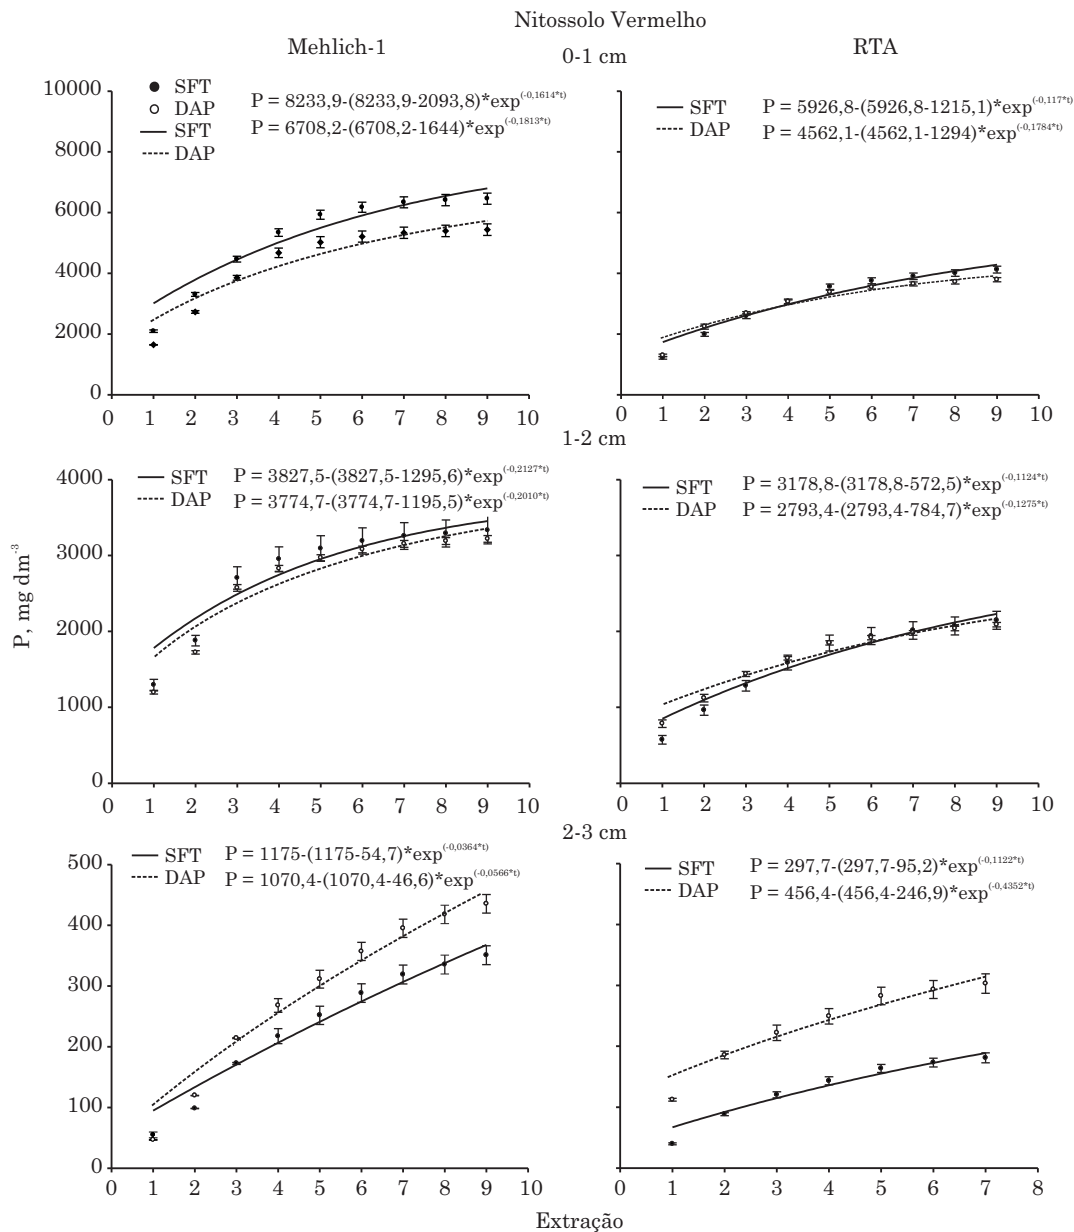 Nitossolo Vermelho
Mehlich-1
RTA
0-1 cm
SFT
DAP
SFT
DAP
P = 8233,9-(8233,9-2093,8)*exp(-0,1614*t)
P = 6708,2-(6708,2-1644)*exp(-0,1813*t)
10000
8000
6000
4000
2000
0
0 1 2 3 4 5 6 7 8 9 10
SFT P = 5926,8-(5926,8-1215,1)*exp(-0,117*t)
DAP P = 4562,1-(4562,1-1294)*exp(-0,1784*t)
0 1 2 3 4 5 6 7 8 9 10
1-2 cm
SFT P = 3827,5-(3827,5-1295,6)*exp(-0,2127*t)
DAP P = 3774,7-(3774,7-1195,5)*exp(-0,2010*t)
4000
3000
2000
1000
0
0 1 2 3 4 5 6 7 8 9 10
P, mg dm-3
SFT P = 3178,8-(3178,8-572,5)*exp(-0,1124*t)
DAP P = 2793,4-(2793,4-784,7)*exp(-0,1275*t)
0 1 2 3 4 5 6 7 8 9 10
2-3 cm
SFT P = 1175-(1175-54,7)*exp(-0,0364*t)
DAP P = 1070,4-(1070,4-46,6)*exp(-0,0566*t)
500
400
300
200
100
0
0 1 2 3 4 5 6 7 8 9 10
SFT P = 297,7-(297,7-95,2)*exp(-0,1122*t)
DAP P = 456,4-(456,4-246,9)*exp(-0,4352*t)
0 1 2 3 4 5 6 7 8
Extração